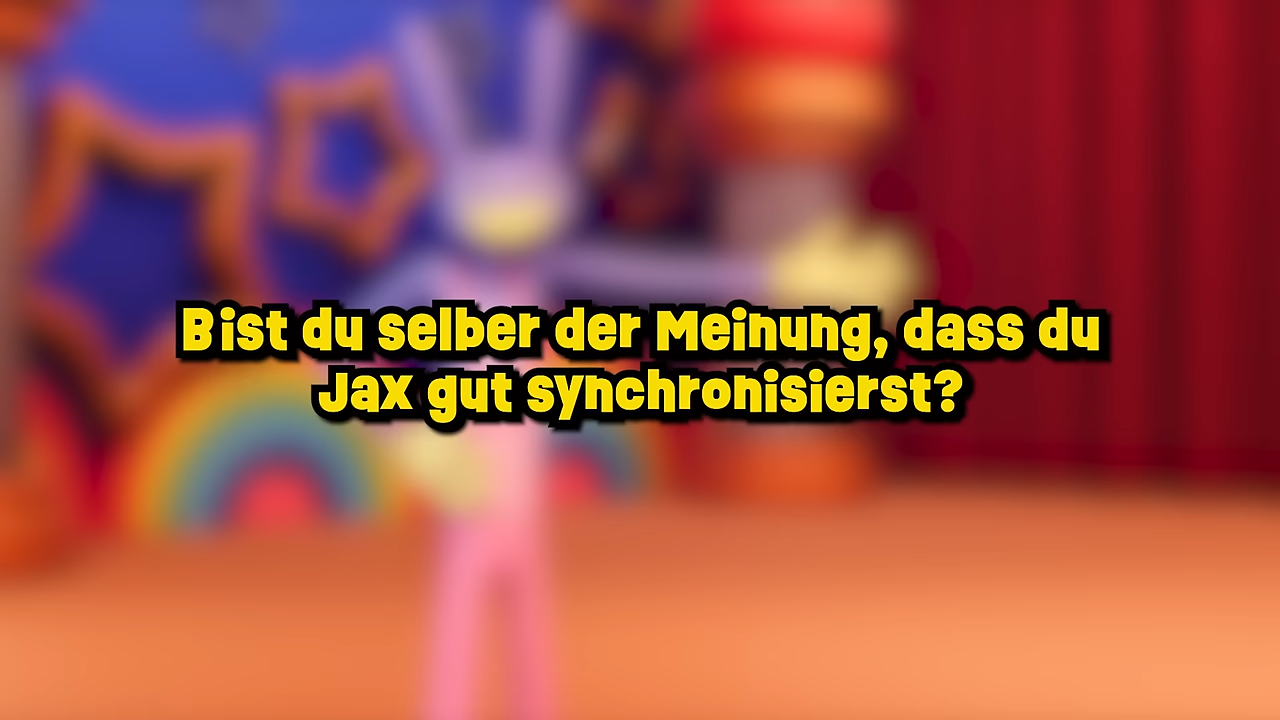 Bist du selber der Meinung, dass du
Jax gut synchronisierst?